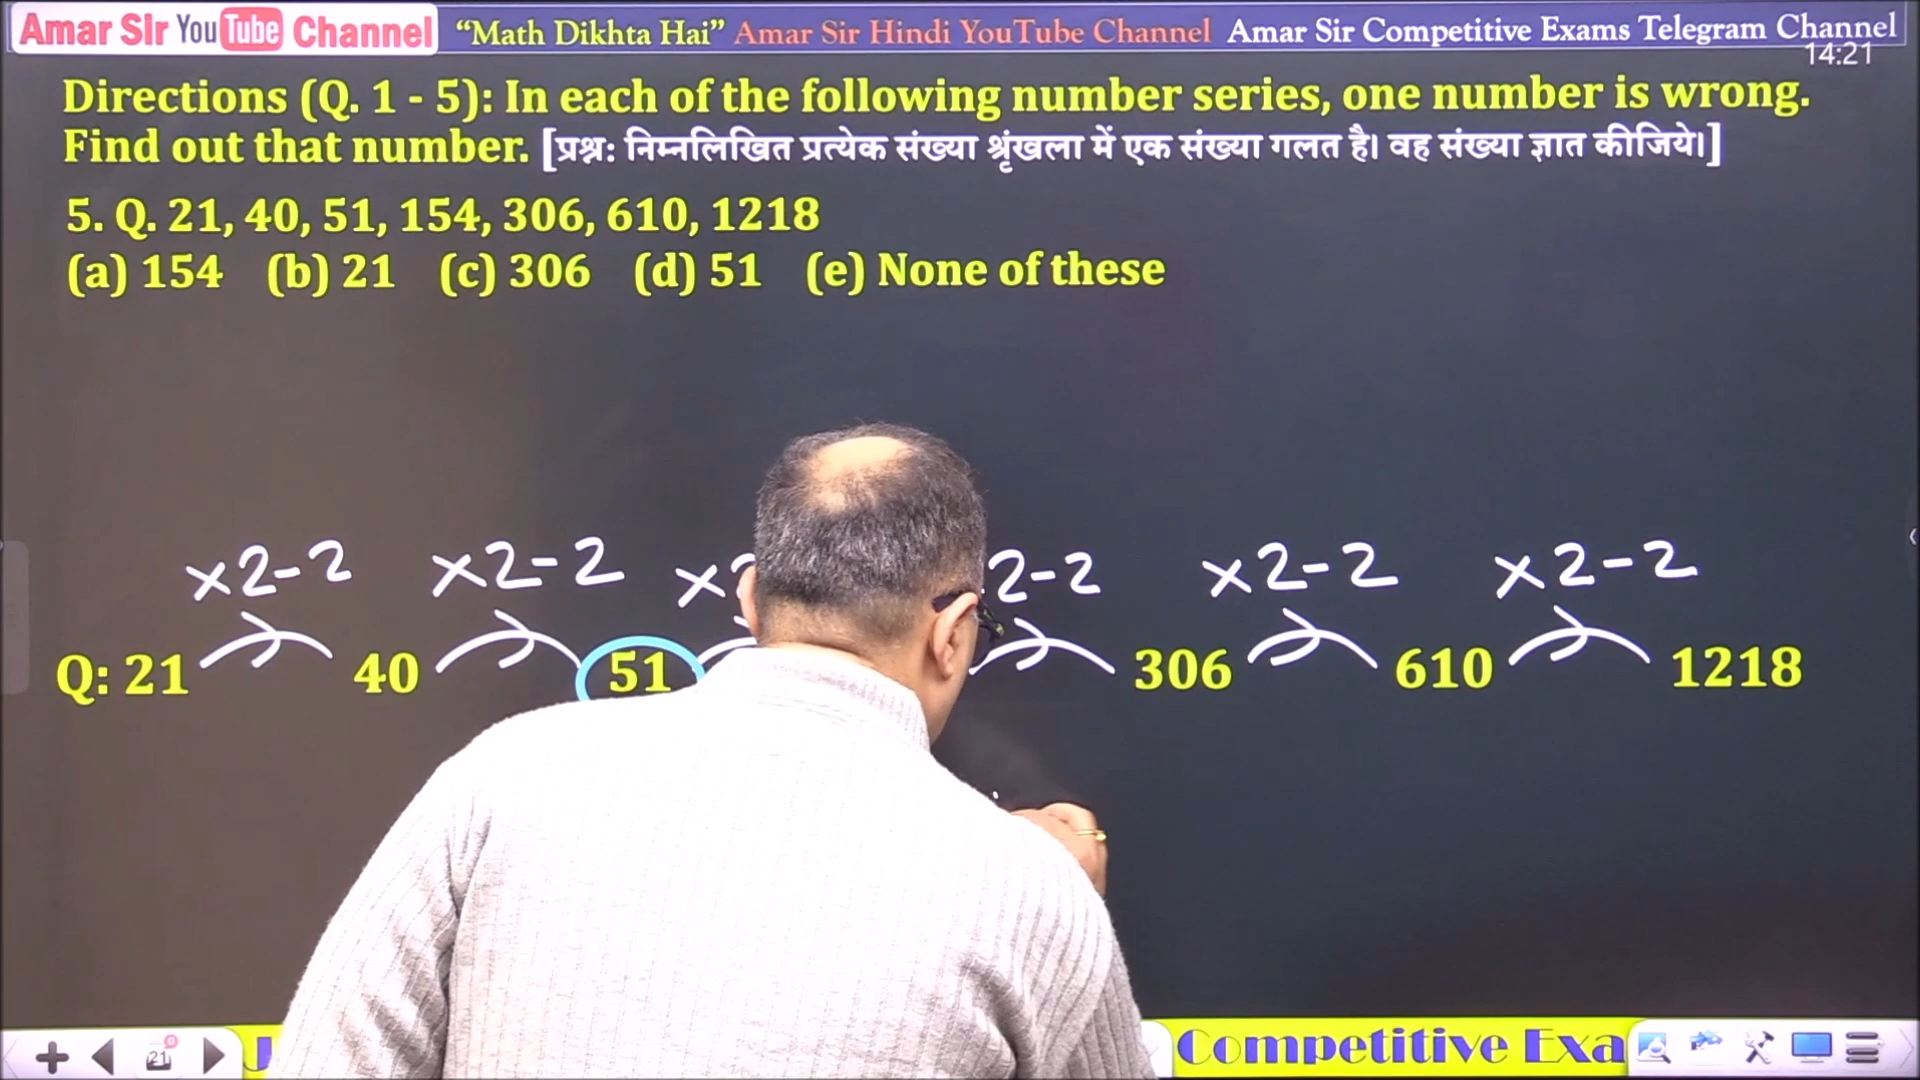 Amar Sir YouTube Channel "Math Dikhta Hai" Amar Sir Hindi YouTube Channel Amar Sir Competitive Exams Telegram Channel
14:21
Directions (Q. 1 - 5): In each of the following number series, one number is wrong.
Find out that number. [प्रश्न: निम्नलिखित प्रत्येक संख्या श्रृंखला में एक संख्या गलत है। वह संख्या ज्ञात कीजिये।]
5. Q. 21, 40, 51, 154, 306, 610, 1218
(a) 154 (b) 21 (c) 306 (d) 51 (e) None of these
×2-2 ×2-2 × 2-2 ×2-2 ×2-2
Q: 21 40 51 306 610 1218
21 Competitive Exa